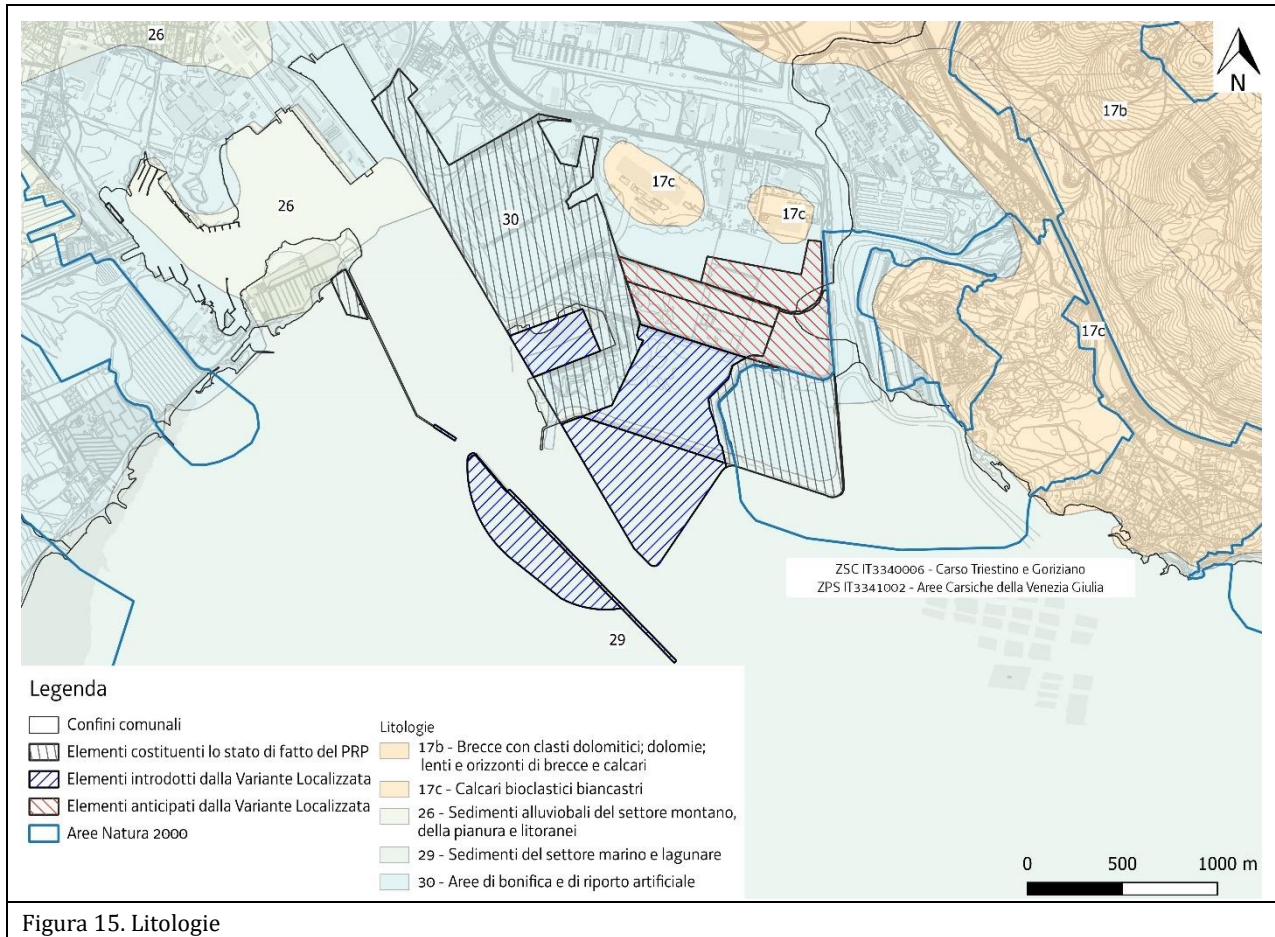 26
N
17b
17c
17c
26
30
17c
ZSC IT3340006 - Carso Triestino e Goriziano
ZPS IT3341002 - Aree Carsiche della Venezia Giulia
29
Legenda
Confini comunali
Elementi costituenti lo stato di fatto del PRP
Elementi introdotti dalla Variante Localizzata
Elementi anticipati dalla Variante Localizzata
Aree Natura 2000
Litologie
17b - Brecce con clasti dolomitici; dolomie;
lenti e orizzonti di brecce e calcari
17c - Calcari bioclastici biancastri
26 - Sedimenti alluviobali del settore montano,
della pianura e litoranei
29 - Sedimenti del settore marino e lagunare
30 - Aree di bonifica e di riporto artificiale
0 500 1000 m
Figura 15. Litologie